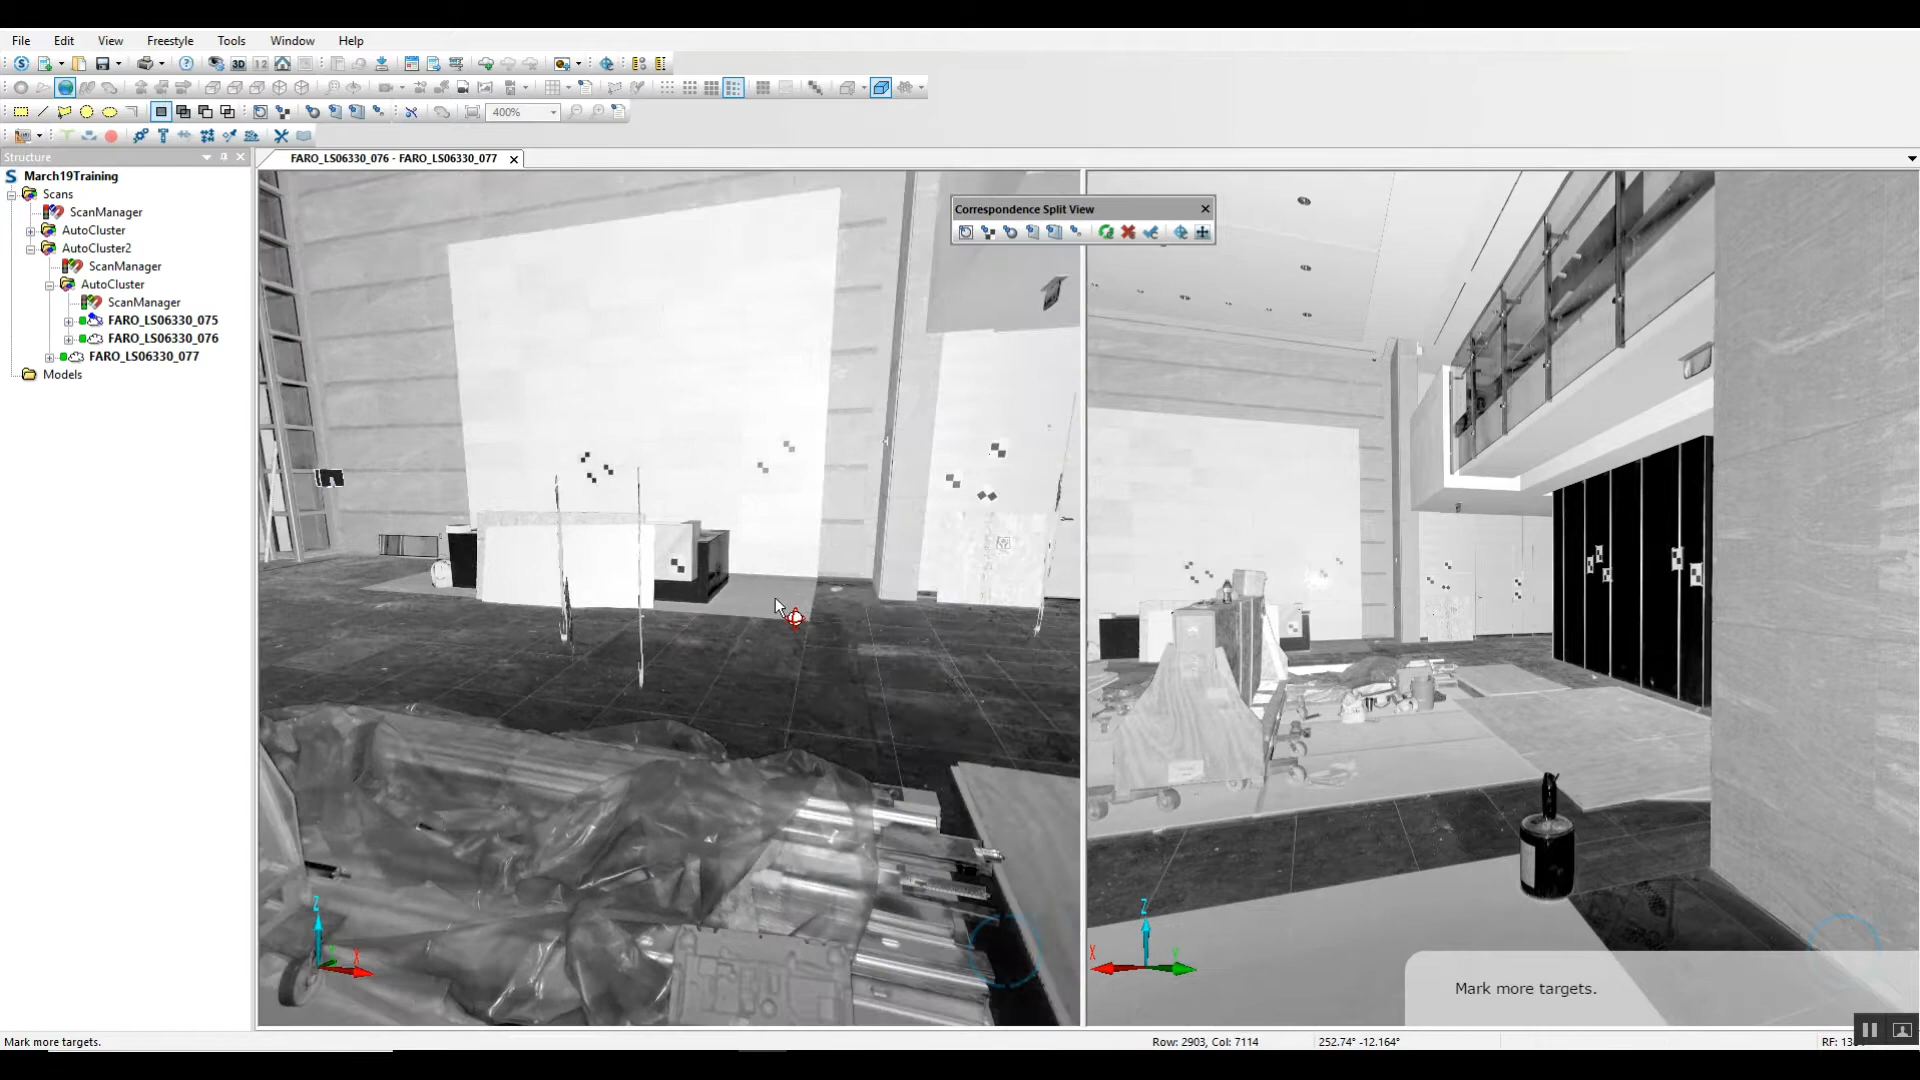 File Edit View Freestyle Tools Window Help
3D
400%
Structure
FARO_LS06330_076 - FARO_LS06330_077
March19Training
Scans
ScanManager
AutoCluster
AutoCluster2
ScanManager
AutoCluster
ScanManager
FARO_LS06330_075
FARO_LS06330_076
FARO_LS06330_077
Models
Correspondence Split View
Z
Y
X
Z
X
Y
Mark more targets.
Mark more targets.
Row: 2903, Col: 7114
252.74° -12.164°
RF: